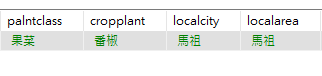 palntclass cropplant localcity localarea
果菜 番椒 馬祖 馬祖